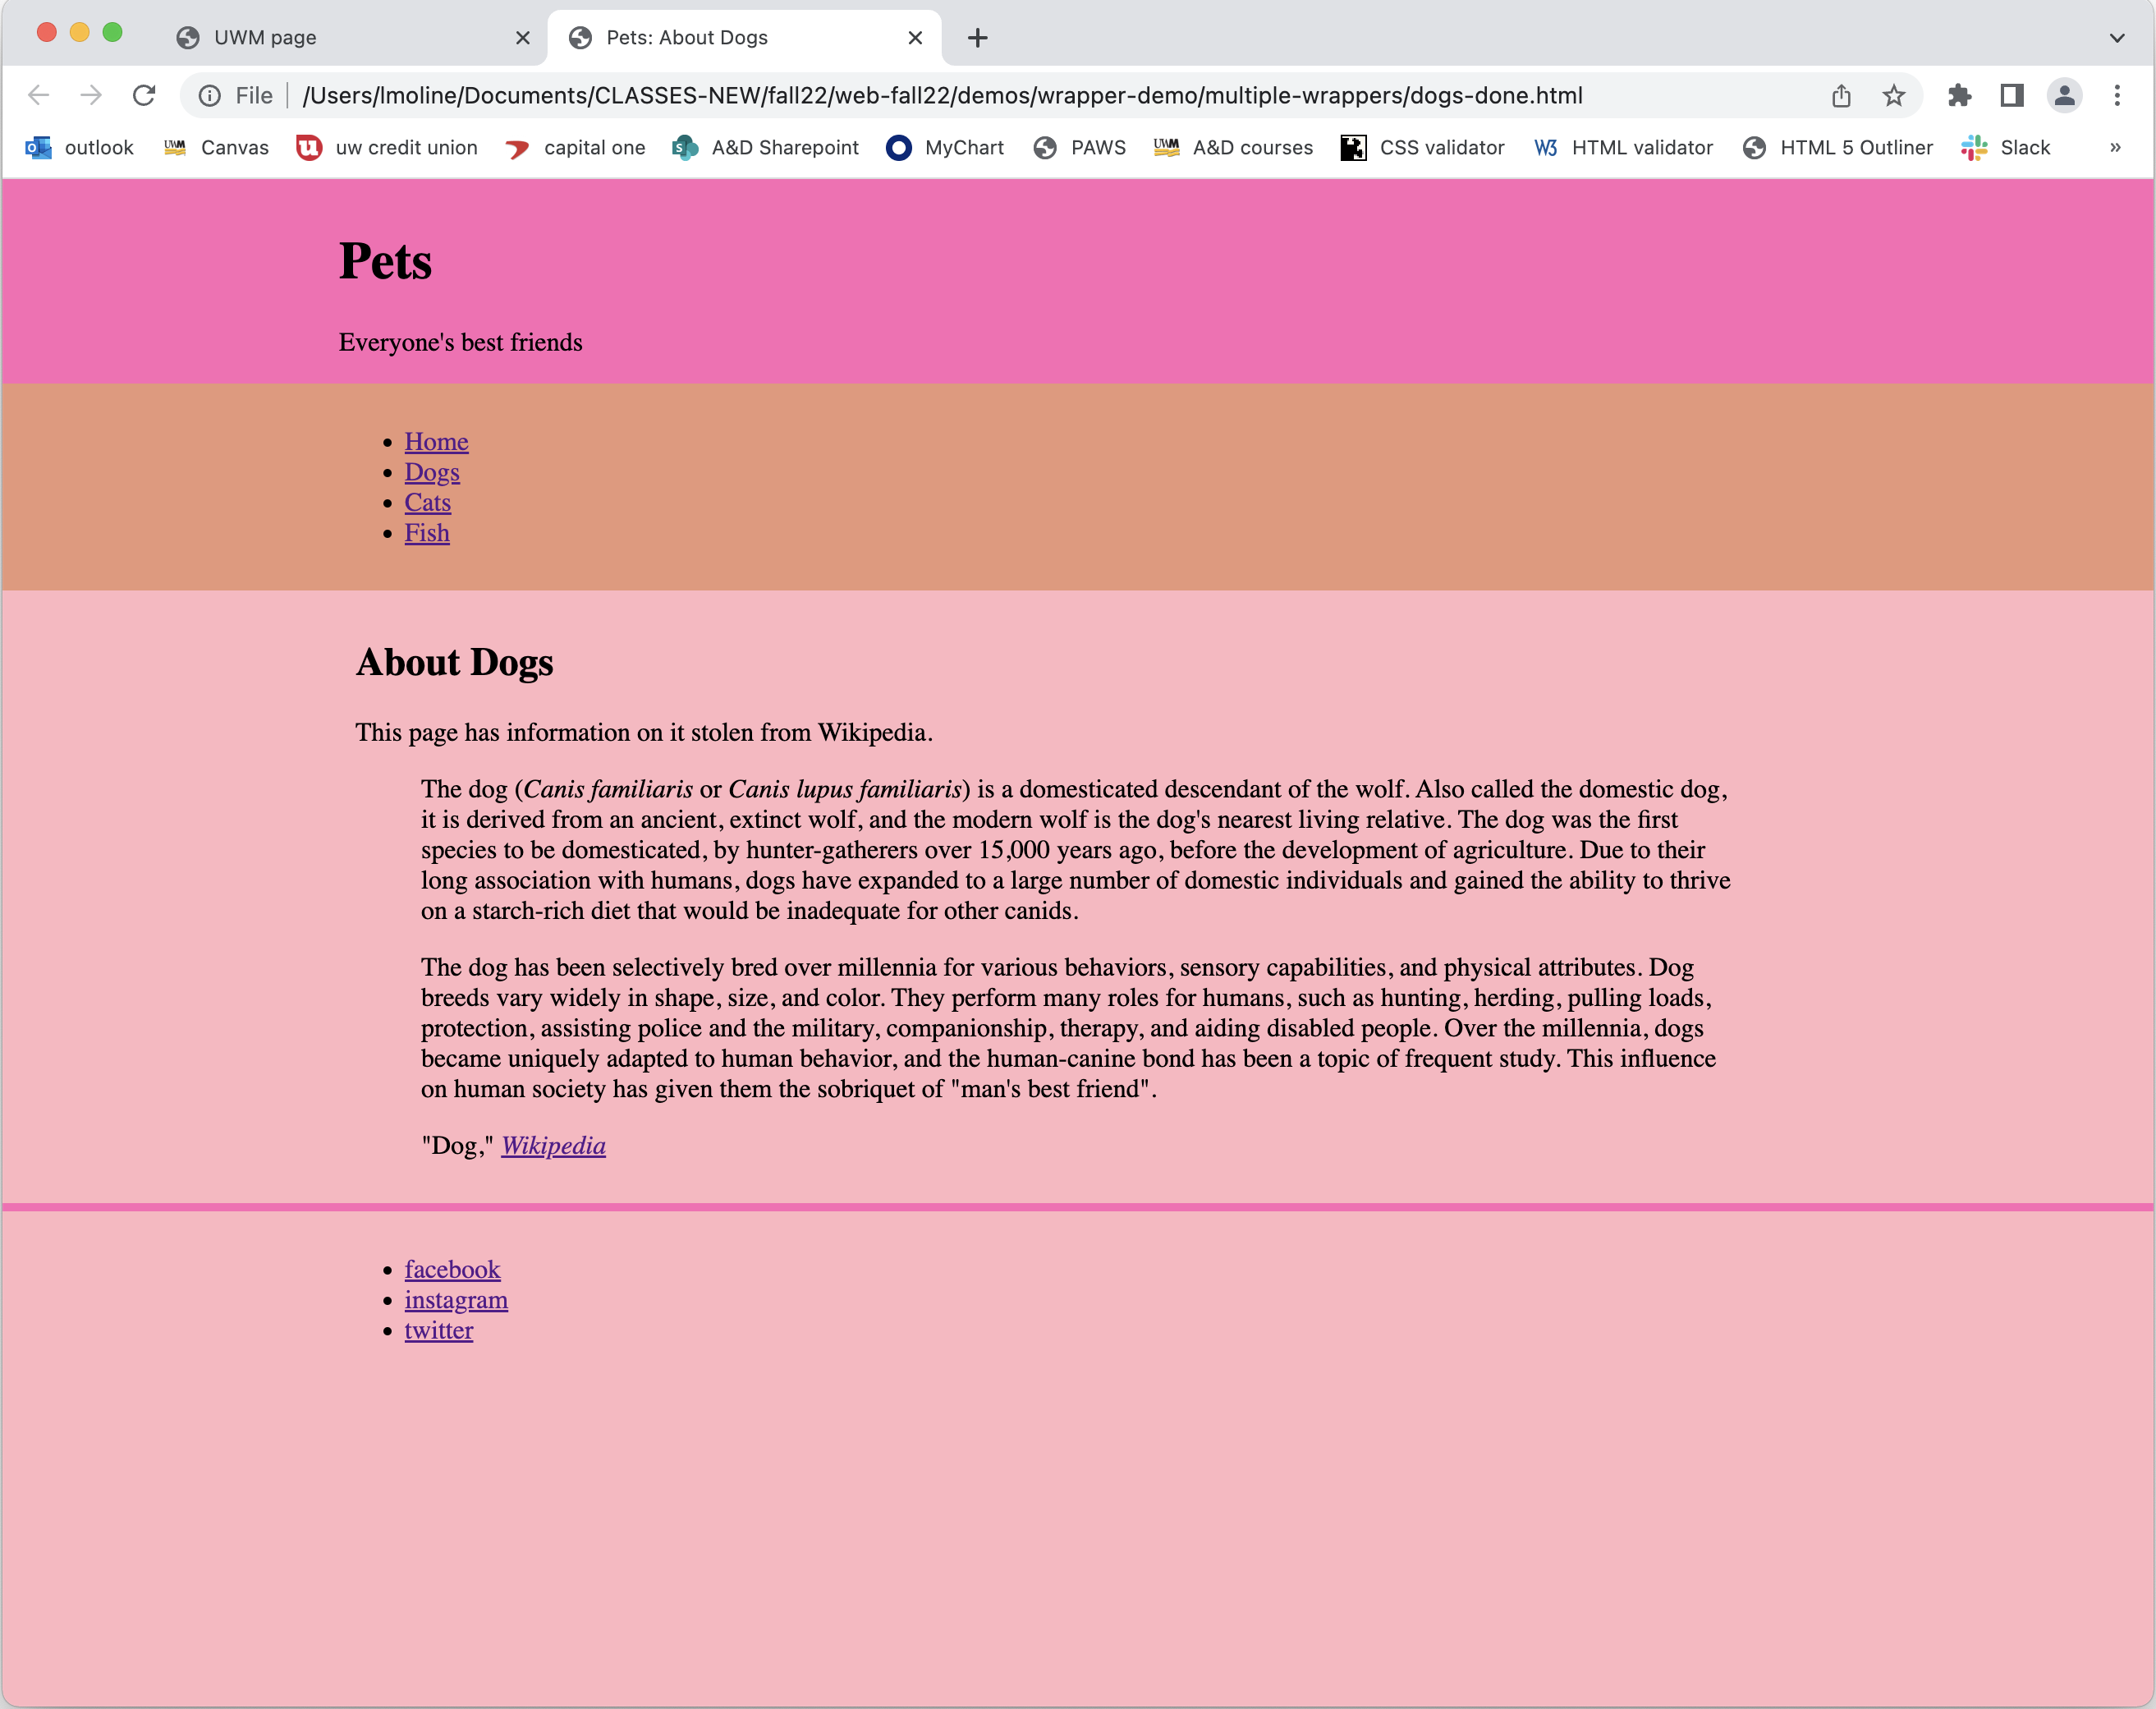 UWM page
Pets: About Dogs
File /Users/lmoline/Documents/CLASSES-NEW/fall22/web-fall22/demos/wrapper-demo/multiple-wrappers/dogs-done.html
outlook UWM Canvas uw credit union capital one A&D Sharepoint MyChart PAWS UWM A&D courses CSS validator W3 HTML validator HTML 5 Outliner Slack »
Pets
Everyone's best friends
• Home
• Dogs
• Cats
• Fish
About Dogs
This page has information on it stolen from Wikipedia.
The dog (Canis familiaris or Canis lupus familiaris) is a domesticated descendant of the wolf. Also called the domestic dog,
it is derived from an ancient, extinct wolf, and the modern wolf is the dog's nearest living relative. The dog was the first
species to be domesticated, by hunter-gatherers over 15,000 years ago, before the development of agriculture. Due to their
long association with humans, dogs have expanded to a large number of domestic individuals and gained the ability to thrive
on a starch-rich diet that would be inadequate for other canids.
The dog has been selectively bred over millennia for various behaviors, sensory capabilities, and physical attributes. Dog
breeds vary widely in shape, size, and color. They perform many roles for humans, such as hunting, herding, pulling loads,
protection, assisting police and the military, companionship, therapy, and aiding disabled people. Over the millennia, dogs
became uniquely adapted to human behavior, and the human-canine bond has been a topic of frequent study. This influence
on human society has given them the sobriquet of "man's best friend".
"Dog," Wikipedia
• facebook
• instagram
• twitter